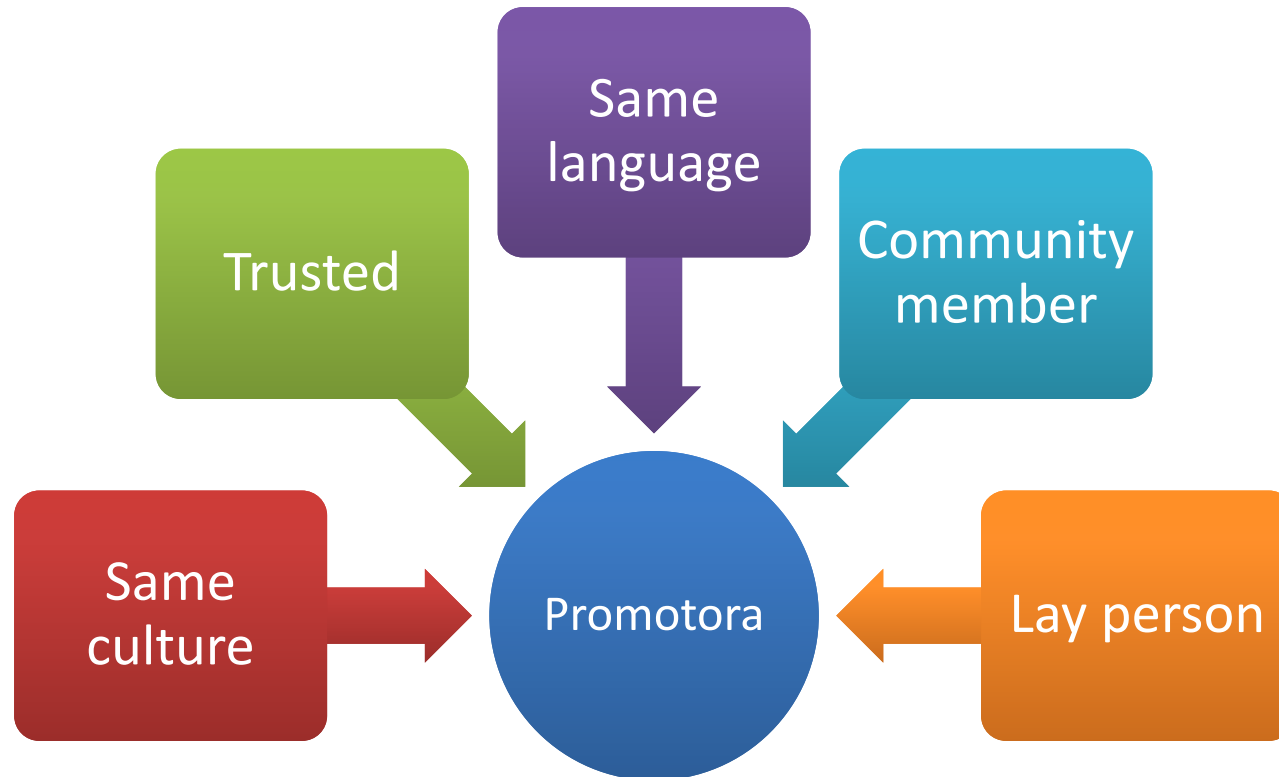 Same
language
Trusted
Community
member
Same
culture
Promotora
Lay person